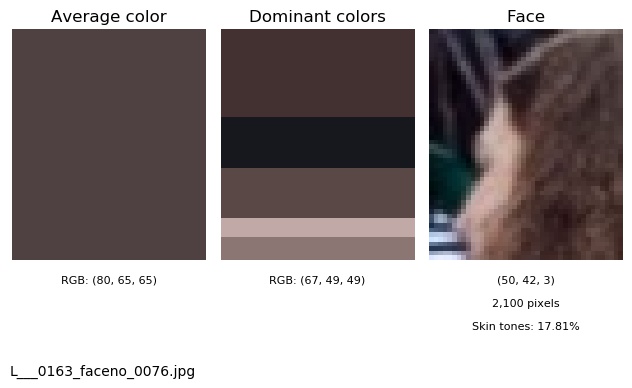 Average color
Dominant colors
Face
RGB: (80, 65, 65)
RGB: (67, 49, 49)
(50, 42, 3)
2,100 pixels
Skin tones: 17.81%
L___0163_faceno_0076.jpg